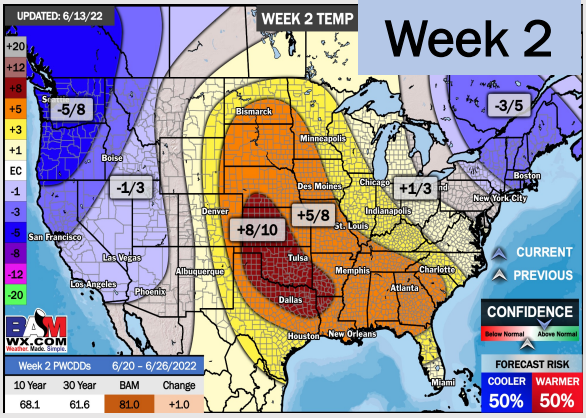 UPDATED: 6/13/22
WEEK 2 TEMP
Week 2
+20
+12
+8
+5
+3
+1
EC
-1
-3
-5
-8
-12
-20
-5/8
-3/5
Bismarck
Minneapolis
Boise
-1/3
Des Moines
Chicago
+1/3
Boston
New York City
Denver
+5/8
Indianapolis
+8/10
St. Louis
San Francisco
Las Vegas
Tulsa
Albuquerque
Memphis
Charlotte
Los Angeles
Phoenix
Dallas
Atlanta
Houston
New Orleans
Miami
CURRENT
PREVIOUS
CONFIDENCE
Below Normal
Above Normal
FORECAST RISK
COOLER
WARMER
50%
50%
BAM
WX.COM
Weather. Made. Simple.
Week 2 PWCDDs
6/20 – 6/26/2022
10 Year
30 Year
BAM
Change
68.1
61.6
81.0
+1.0